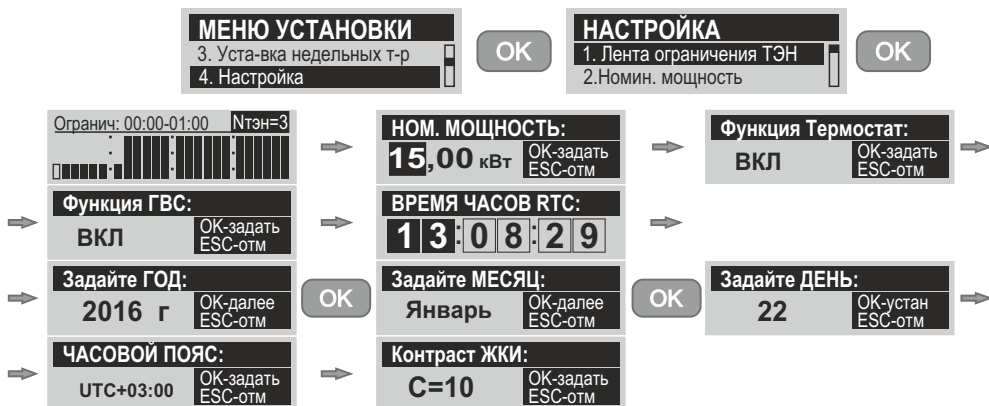 МЕНЮ УСТАНОВКИ
3. Уста-вка недельных т-р
4. Настройка
OK
НАСТРОЙКА
1. Лента ограничения ТЭН
2.Номин. мощность
OK
Огранич: 00:00-01:00 Nтэн=3
НОМ. МОЩНОСТЬ:
15,00 кВт
OK-задать
ESC-отм
Функция Термостат:
ВКЛ
OK-задать
ESC-отм
Функция ГВС:
ВКЛ
OK-задать
ESC-отм
ВРЕМЯ ЧАСОВ RTC:
13:08:29
Задайте ГОД:
2016 г
OK-далее
ESC-отм
OK
Задайте МЕСЯЦ:
Январь
OK-далее
ESC-отм
OK
Задайте ДЕНЬ:
22
OK-устан
ESC-отм
ЧАСОВОЙ ПОЯС:
UTC+03:00
OK-задать
ESC-отм
Контраст ЖКИ:
C=10
OK-задать
ESC-отм